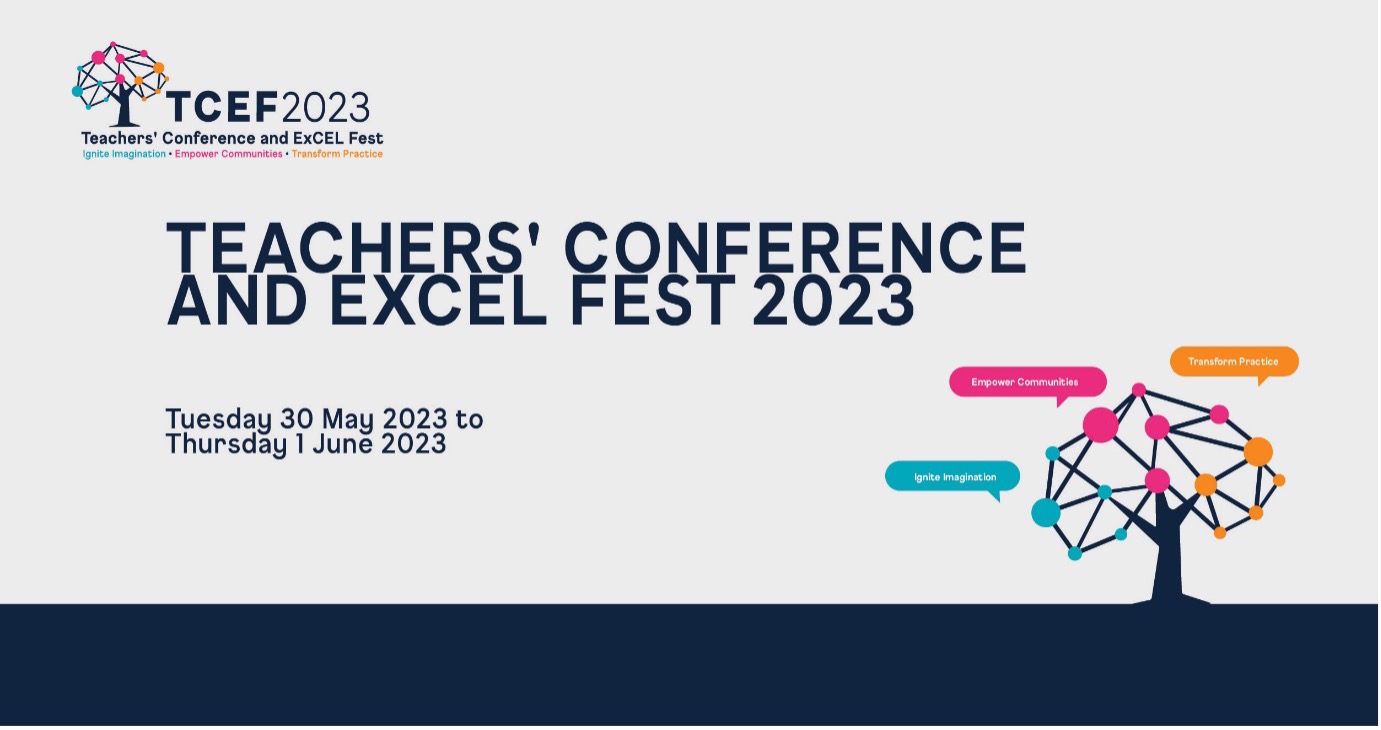 TCEF2023
Teachers' Conference and ExCEL Fest
Ignite Imagination • Empower Communities • Transform Practice
TEACHERS' CONFERENCE
AND EXCEL FEST 2023
Tuesday 30 May 2023 to
Thursday 1 June 2023
Transform Practice
Empower Communities
Ignite Imagination